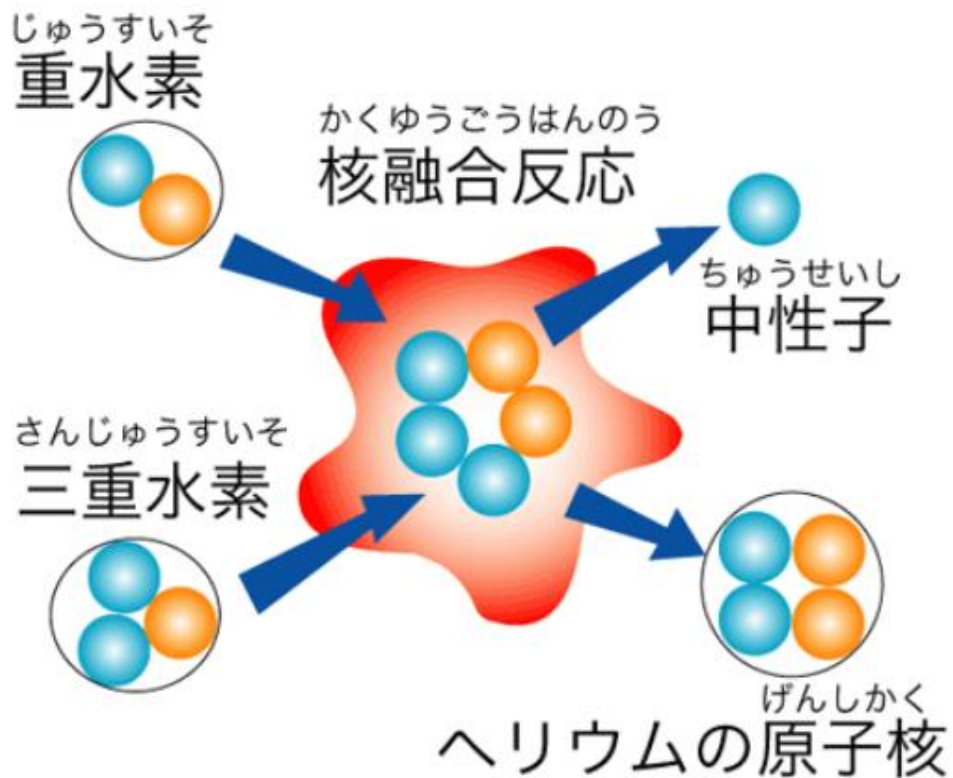 じゅうすいそ
重水素
かくゆうごうはんのう
核融合反応
ちゅうせいし
中性子
さんじゅうすいそ
三重水素
げんしかく
ヘリウムの原子核